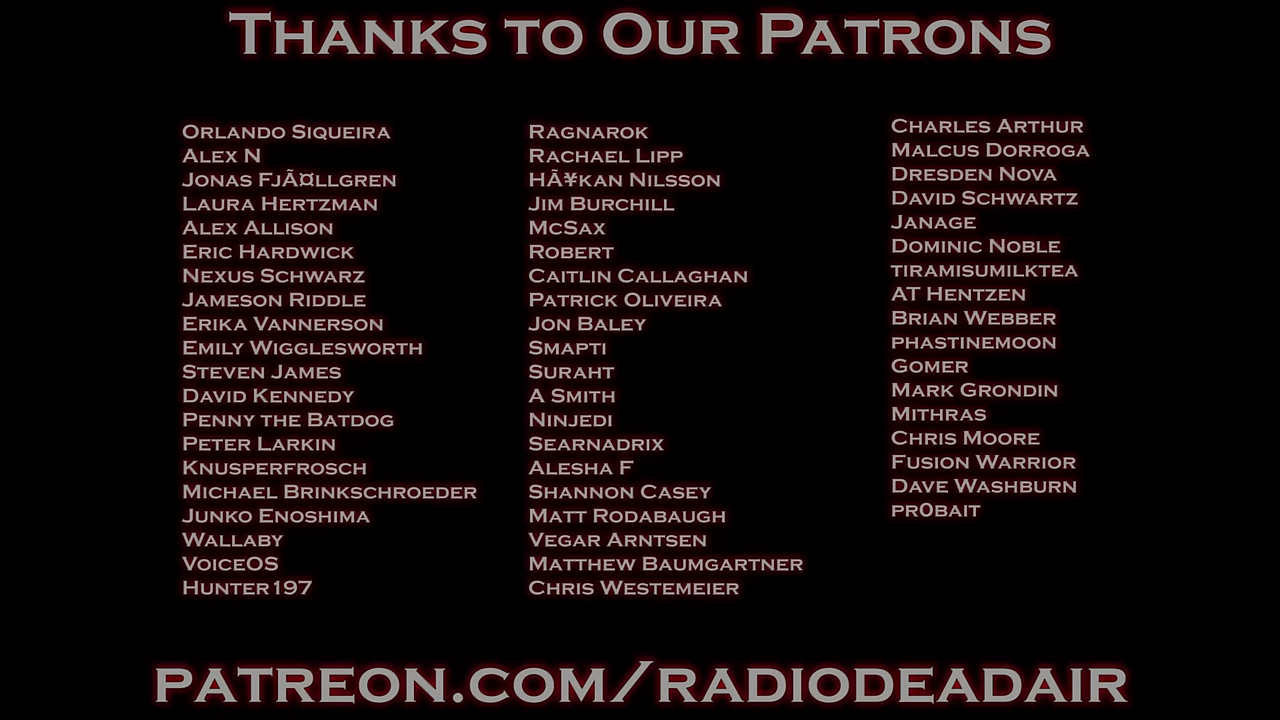 Thanks to Our Patrons
Orlando Siqueira
Alex N
Jonas FjÃ¤llgren
Laura Hertzman
Alex Allison
Eric Hardwick
Nexus Schwarz
Jameson Riddle
Erika Vannerson
Emily Wigglesworth
Steven James
David Kennedy
Penny the Batdog
Peter Larkin
Knusperfrosch
Michael Brinkschroeder
Junko Enoshima
Wallaby
VoiceOS
Hunter197
Ragnarok
Rachael Lipp
HÃ¥kan Nilsson
Jim Burchill
McSax
Robert
Caitlin Callaghan
Patrick Oliveira
Jon Baley
Smapti
Suraht
A Smith
Ninjedi
Searnadrix
Alesha F
Shannon Casey
Matt Rodabaugh
Vegar Arntsen
Matthew Baumgartner
Chris Westemeier
Charles Arthur
Malcus Dorroga
Dresden Nova
David Schwartz
Janage
Dominic Noble
tiramisumilktea
AT Hentzen
Brian Webber
phastinemoon
Gomer
Mark Grondin
Mithras
Chris Moore
Fusion Warrior
Dave Washburn
pr0bait
patreon.com/radiodeadair